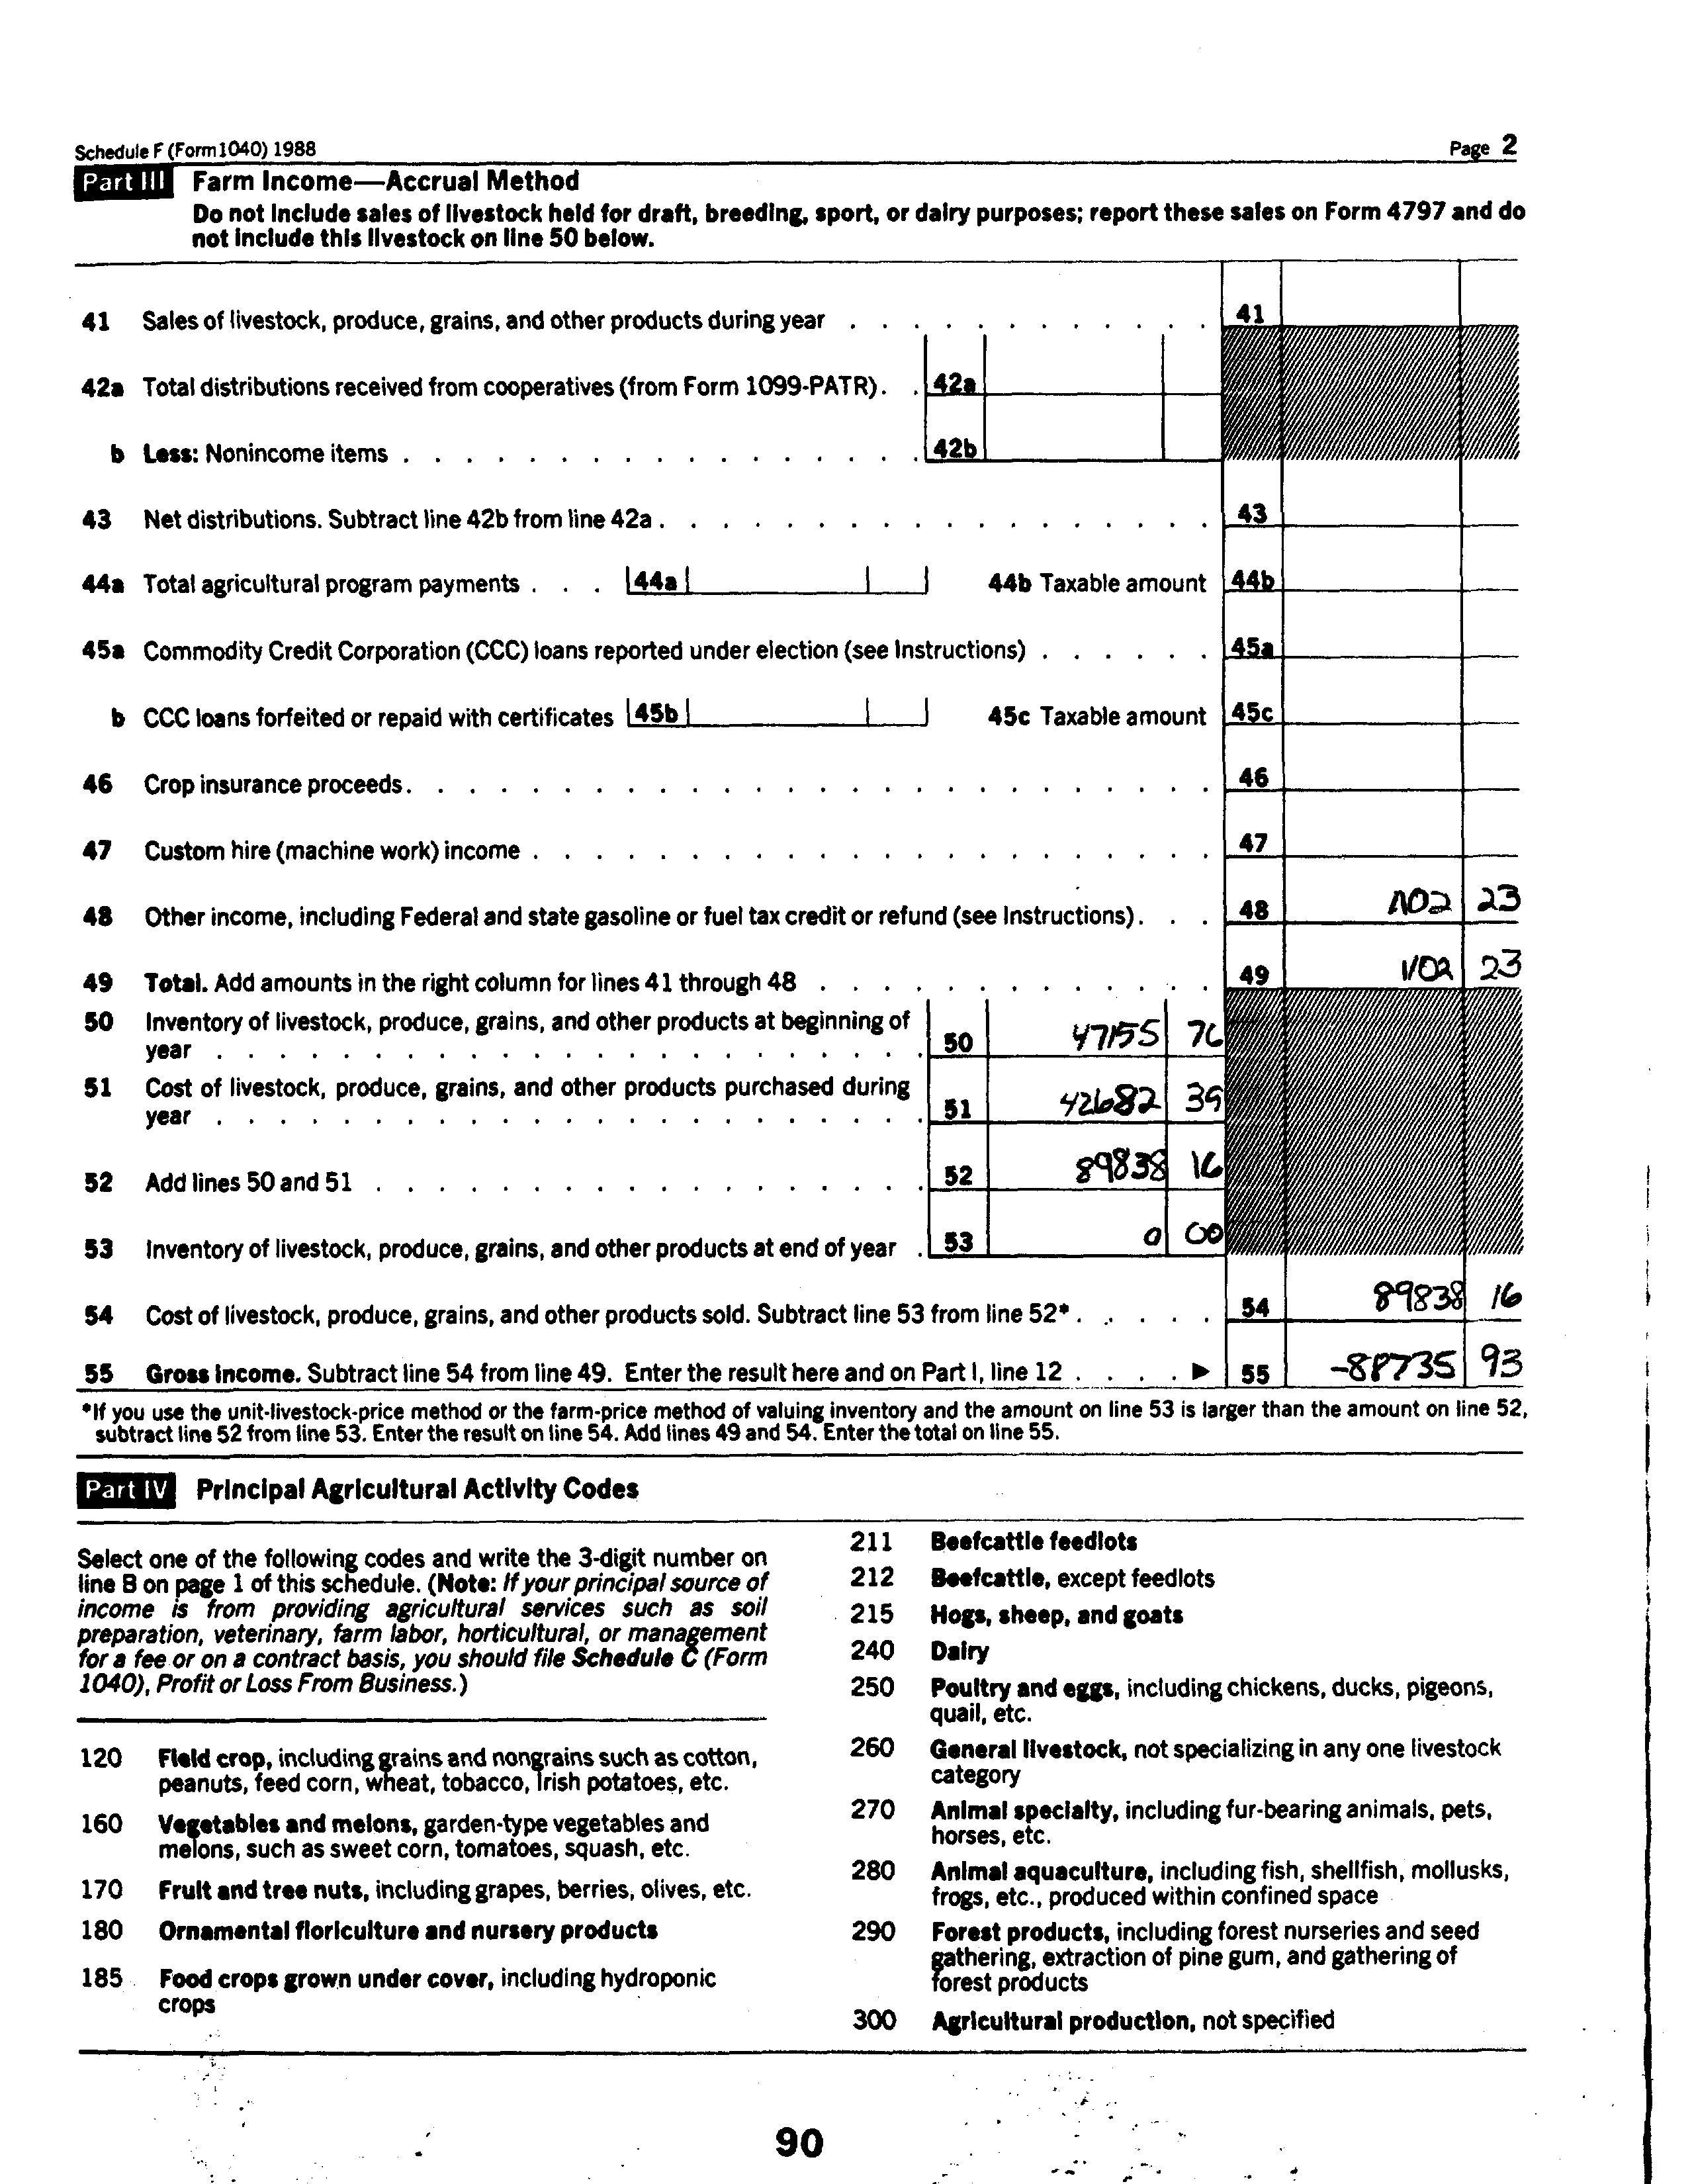 Schedule F (Form 1040) 1988 Page 2
Part III Farm Income—Accrual Method
Do not include sales of livestock held for draft, breeding, sport, or dairy purposes; report these sales on Form 4797 and do
not include this livestock on line 50 below.
41 Sales of livestock, produce, grains, and other products during year . . . . . . . . . . . . 41
42a Total distributions received from cooperatives (from Form 1099-PATR). . 42a
b Less: Nonincome items . . . . . . . . . . . . . . . . . 42b
43 Net distributions. Subtract line 42b from line 42a . . . . . . . . . . . . . . . . . . 43
44a Total agricultural program payments . . . 44a 44b Taxable amount 44b
45a Commodity Credit Corporation (CCC) loans reported under election (see Instructions) . . . . . . 45a
b CCC loans forfeited or repaid with certificates 45b 45c Taxable amount 45c
46 Crop insurance proceeds. . . . . . . . . . . . . . . . . . . . . . . . . . 46
47 Custom hire (machine work) income . . . . . . . . . . . . . . . . . . . . . . 47
48 Other income, including Federal and state gasoline or fuel tax credit or refund (see Instructions). . . 48 1102 23
49 Total. Add amounts in the right column for lines 41 through 48 . . . . . . . . . . . . . 49 1102 23
50 Inventory of livestock, produce, grains, and other products at beginning of
year . . . . . . . . . . . . . . . . . . . . . . . 50 47155 76
51 Cost of livestock, produce, grains, and other products purchased during
year . . . . . . . . . . . . . . . . . . . . . . . 51 42682 39
52 Add lines 50 and 51 . . . . . . . . . . . . . . . . . . 52 89838 16
53 Inventory of livestock, produce, grains, and other products at end of year . 53 0 00
54 Cost of livestock, produce, grains, and other products sold. Subtract line 53 from line 52* . . . . . 54 89838 16
55 Gross income. Subtract line 54 from line 49. Enter the result here and on Part I, line 12 . . . . ▶ 55 -88735 93
*If you use the unit-livestock-price method or the farm-price method of valuing inventory and the amount on line 53 is larger than the amount on line 52,
subtract line 52 from line 53. Enter the result on line 54. Add lines 49 and 54. Enter the total on line 55.
Part IV Principal Agricultural Activity Codes
Select one of the following codes and write the 3-digit number on
line B on page 1 of this schedule. (Note: If your principal source of
income is from providing agricultural services such as soil
preparation, veterinary, farm labor, horticultural, or management
for a fee or on a contract basis, you should file Schedule C (Form
1040), Profit or Loss From Business.)
120 Field crop, including grains and nongrains such as cotton,
peanuts, feed corn, wheat, tobacco, Irish potatoes, etc.
160 Vegetables and melons, garden-type vegetables and
melons, such as sweet corn, tomatoes, squash, etc.
170 Fruit and tree nuts, including grapes, berries, olives, etc.
180 Ornamental floriculture and nursery products
185 Food crops grown under cover, including hydroponic
crops
211 Beefcattle feedlots
212 Beefcattle, except feedlots
215 Hogs, sheep, and goats
240 Dairy
250 Poultry and eggs, including chickens, ducks, pigeons,
quail, etc.
260 General livestock, not specializing in any one livestock
category
270 Animal specialty, including fur-bearing animals, pets,
horses, etc.
280 Animal aquaculture, including fish, shellfish, mollusks,
frogs, etc., produced within confined space
290 Forest products, including forest nurseries and seed
gathering, extraction of pine gum, and gathering of
forest products
300 Agricultural production, not specified
90